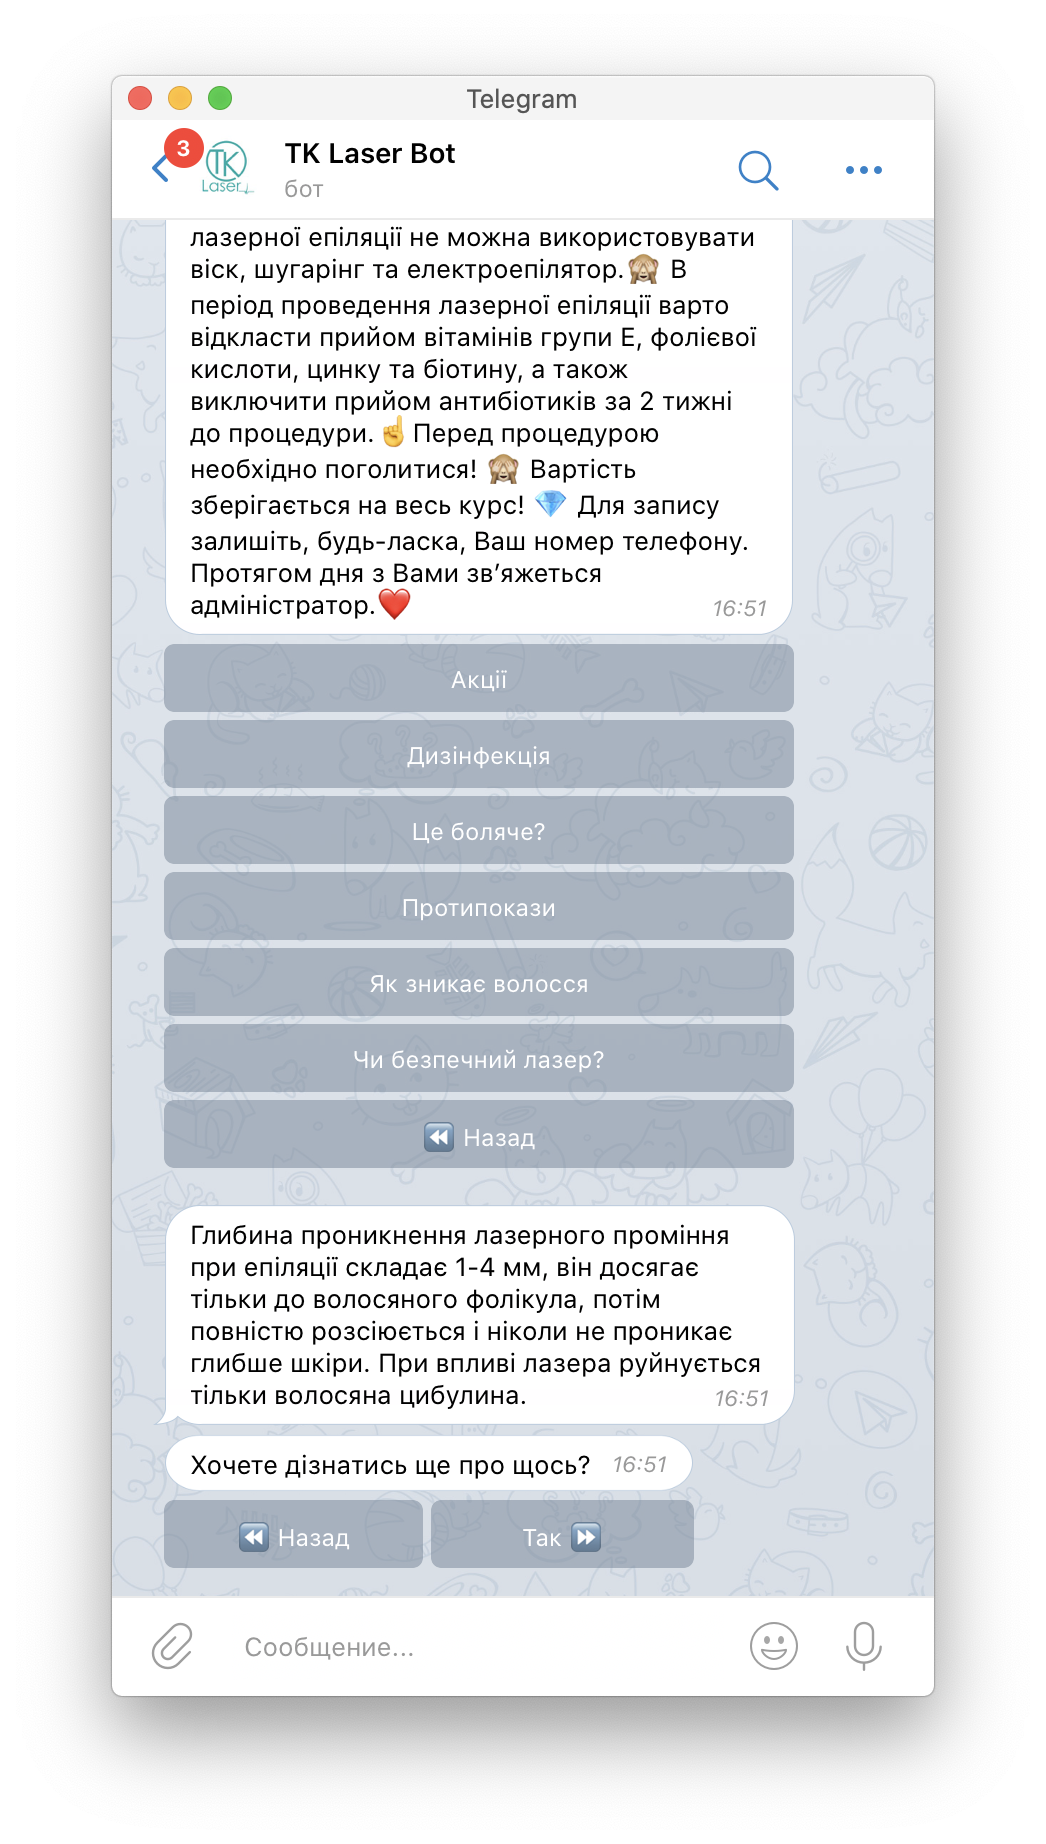 Telegram
3
TK
Laser
TK Laser Bot
бот
лазерної епіляції не можна використовувати
віск, шугарінг та електроепілятор.🙈 В
період проведення лазерної епіляції варто
відкласти прийом вітамінів групи Е, фолієвої
кислоти, цинку та біотину, а також
виключити прийом антибіотиків за 2 тижні
до процедури.☝️Перед процедурою
необхідно поголитися! 🙈 Вартість
зберігається на весь курс! 💎 Для запису
залишіть, будь-ласка, Ваш номер телефону.
Протягом дня з Вами зв’яжеться
адміністратор.❤️
16:51
Акції
Дизінфекція
Це боляче?
Протипокази
Як зникає волосся
Чи безпечний лазер?
⏪ Назад
Глибина проникнення лазерного проміння
при епіляції складає 1-4 мм, він досягає
тільки до волосяного фолікула, потім
повністю розсіюється і ніколи не проникає
глибше шкіри. При впливі лазера руйнується
тільки волосяна цибулина.
16:51
Хочете дізнатись ще про щось? 16:51
⏪ Назад
Так ⏩
Сообщение...